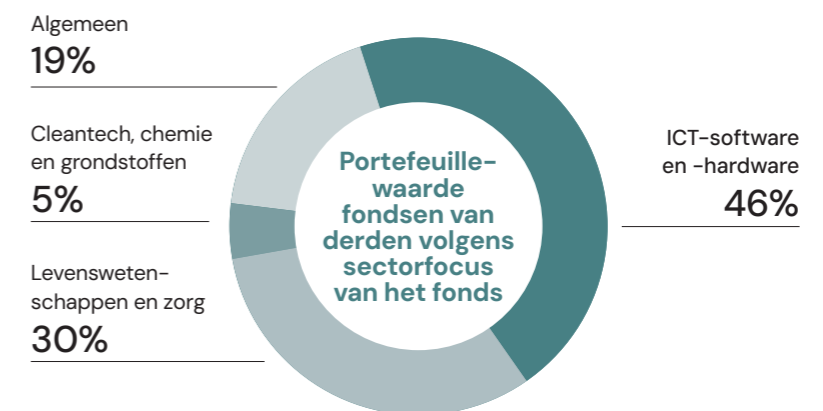 Algemeen
19%
Cleantech, chemie
en grondstoffen
5%
Levensweten-
schappen en zorg
30%
Portefeuille-
waarde
fondsen van
derden volgens
sectorfocus
van het fonds
ICT-software
en -hardware
46%